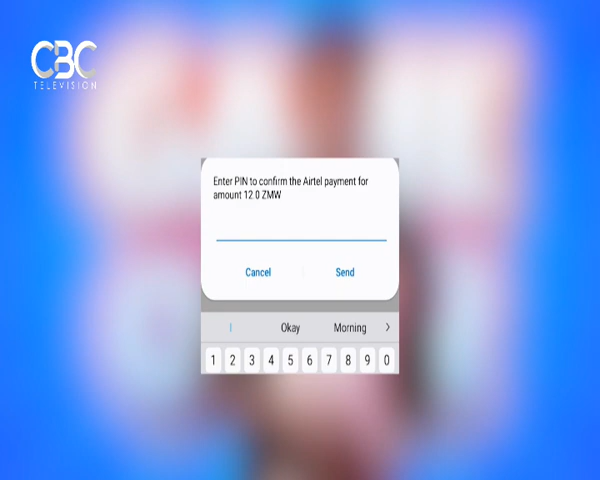 CBC
TELEVISION
Enter PIN to confirm the Airtel payment for
amount 12.0 ZMW
Cancel
Send
I
Okay
Morning
1 2 3 4 5 6 7 8 9 0